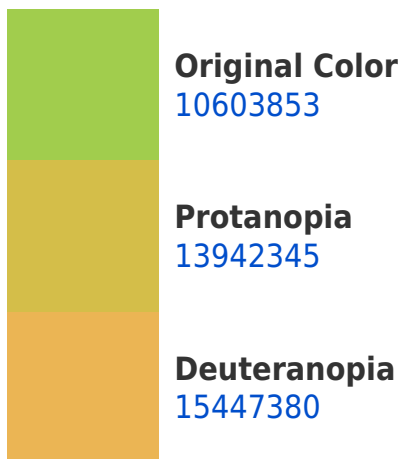 Original Color
10603853
Protanopia
13942345
Deuteranopia
15447380